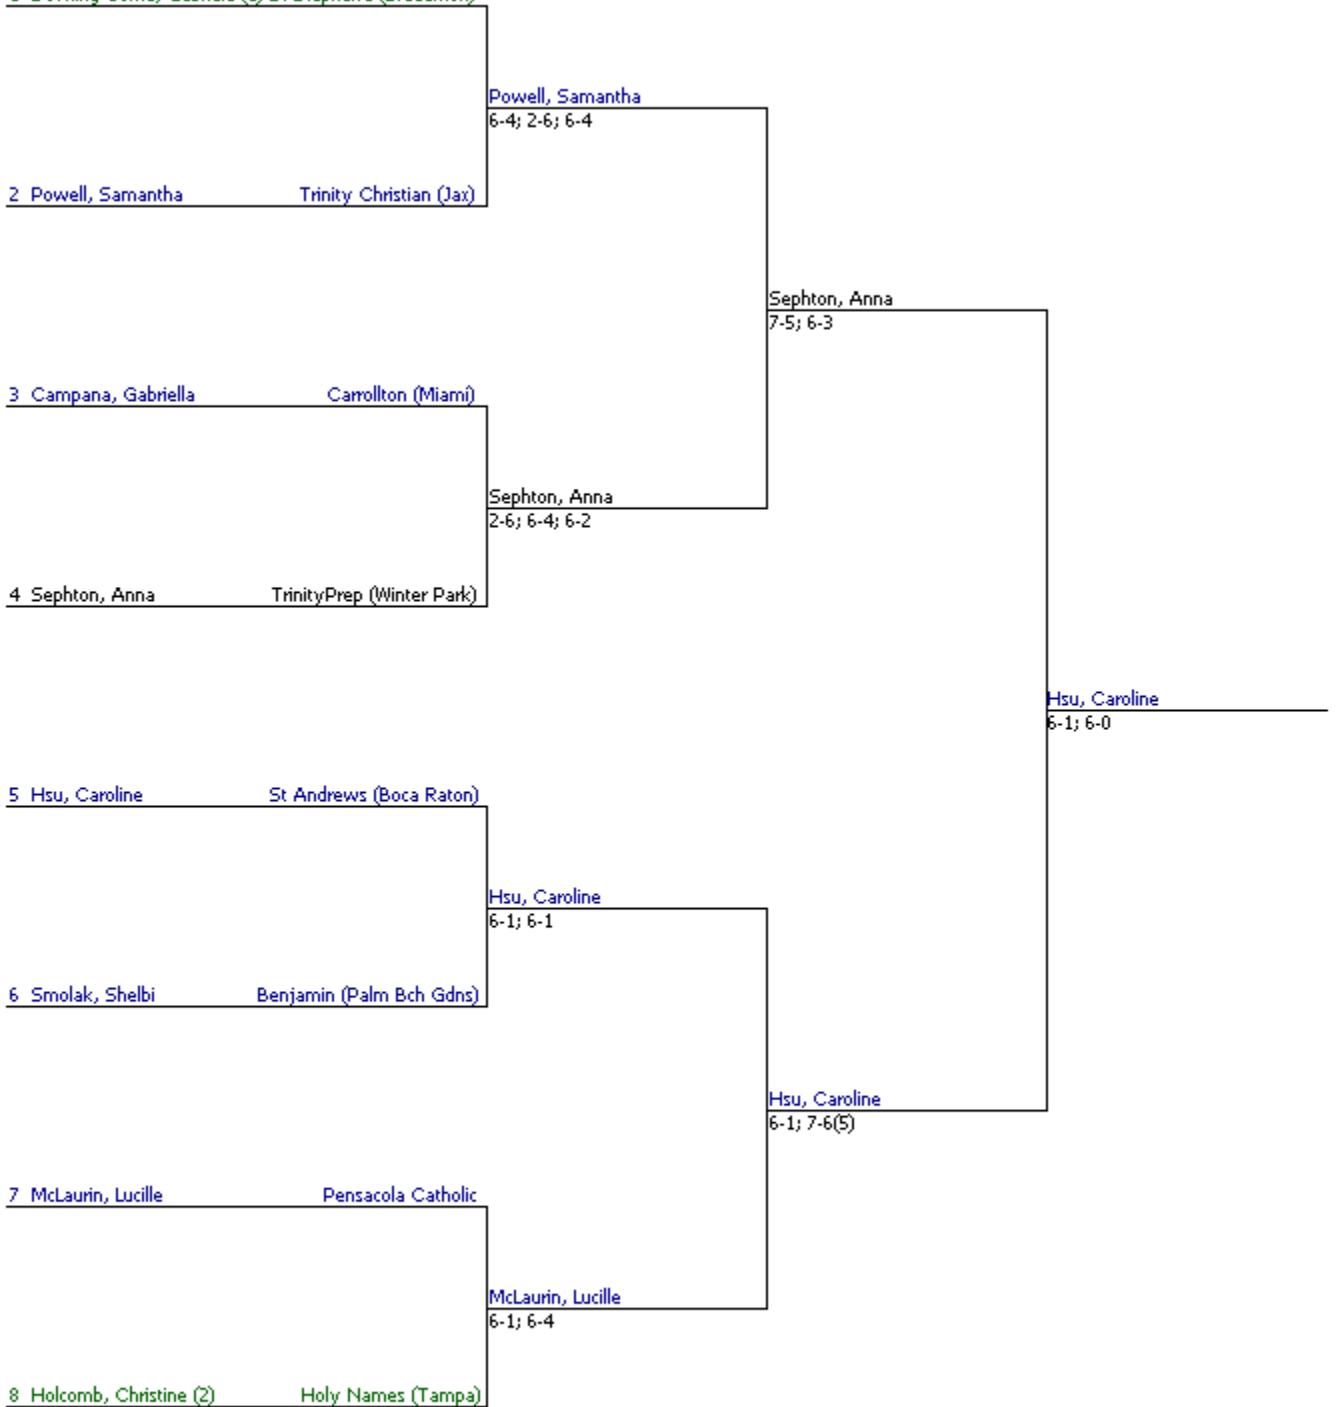 Powell, Samantha
6-4; 2-6; 6-4
2 Powell, Samantha Trinity Christian (Jax)
Sephton, Anna
7-5; 6-3
3 Campana, Gabriella Carrollton (Miami)
Sephton, Anna
2-6; 6-4; 6-2
4 Sephton, Anna TrinityPrep (Winter Park)
Hsu, Caroline
6-1; 6-0
5 Hsu, Caroline St Andrews (Boca Raton)
Hsu, Caroline
6-1; 6-1
6 Smolak, Shelbi Benjamin (Palm Bch Gdns)
Hsu, Caroline
6-1; 7-6(5)
7 McLaurin, Lucille Pensacola Catholic
McLaurin, Lucille
6-1; 6-4
8 Holcomb, Christine (2) Holy Names (Tampa)